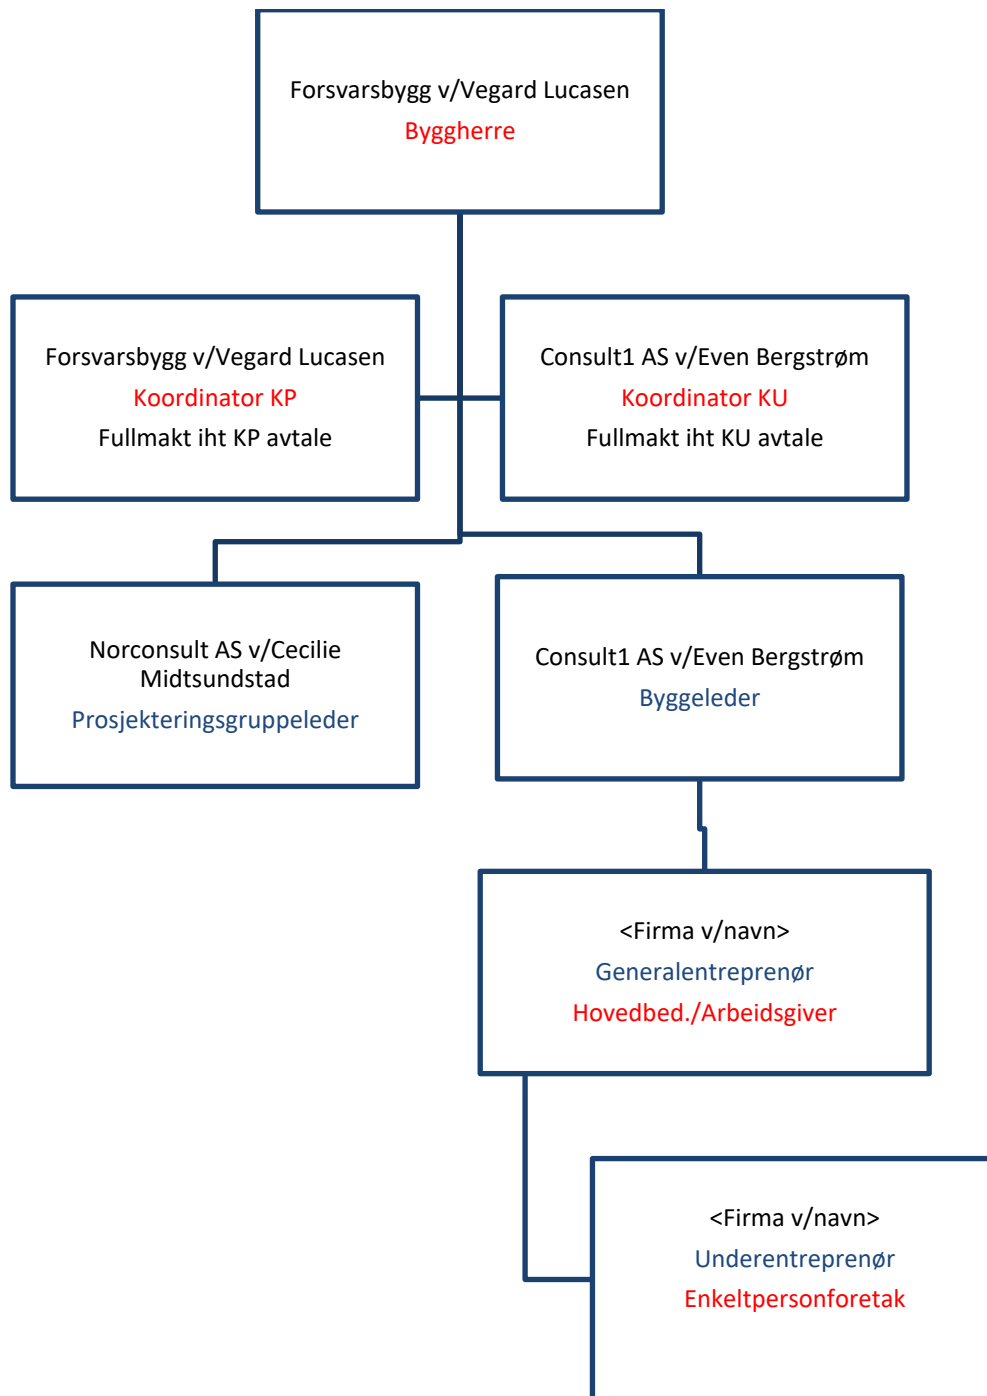 Forsvarsbygg v/Vegard Lucasen
Byggherre
Forsvarsbygg v/Vegard Lucasen
Koordinator KP
Fullmakt iht KP avtale
Consult1 AS v/Even Bergstrøm
Koordinator KU
Fullmakt iht KU avtale
Norconsult AS v/Cecilie
Midtsundstad
Prosjekteringsgruppeleder
Consult1 AS v/Even Bergstrøm
Byggeleder
<Firma v/navn>
Generalentreprenør
Hovedbed./Arbeidsgiver
<Firma v/navn>
Underentreprenør
Enkeltpersonforetak